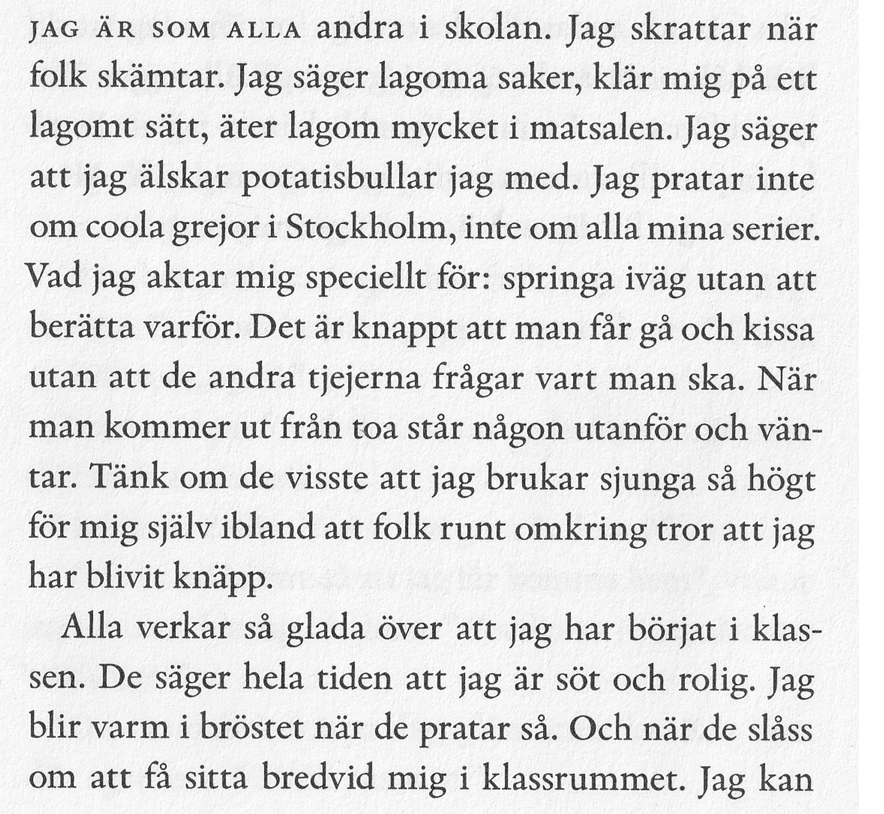 JAG ÄR SOM ALLA andra i skolan. Jag skrattar när
folk skämtar. Jag säger lagoma saker, klär mig på ett
lagomt sätt, äter lagom mycket i matsalen. Jag säger
att jag älskar potatisbullar jag med. Jag pratar inte
om coola grejor i Stockholm, inte om alla mina serier.
Vad jag aktar mig speciellt för: springa iväg utan att
berätta varför. Det är knappt att man får gå och kissa
utan att de andra tjejerna frågar vart man ska. När
man kommer ut från toa står någon utanför och vän-
tar. Tänk om de visste att jag brukar sjunga så högt
för mig själv ibland att folk runt omkring tror att jag
har blivit knäpp.
Alla verkar så glada över att jag har börjat i klas-
sen. De säger hela tiden att jag är söt och rolig. Jag
blir varm i bröstet när de pratar så. Och när de slåss
om att få sitta bredvid mig i klassrummet. Jag kan